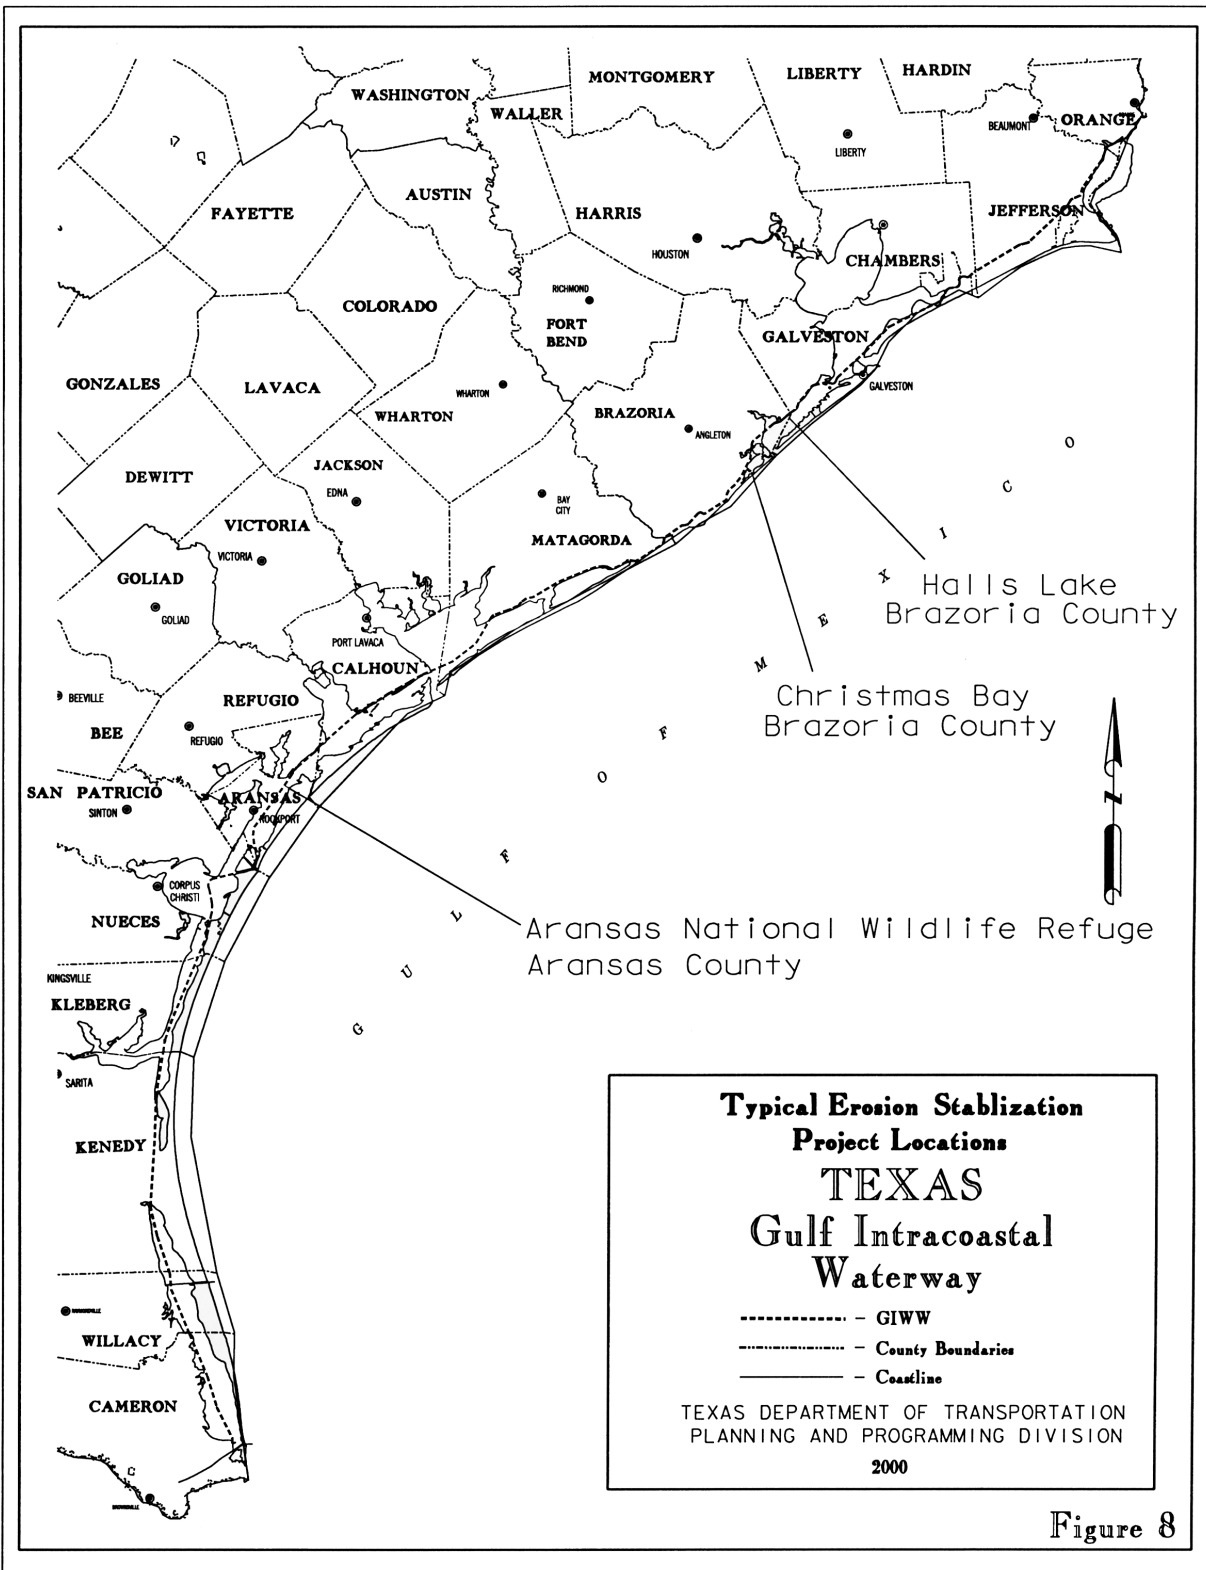 WASHINGTON
WALLER
MONTGOMERY
LIBERTY
HARDIN
ORANGE
BEAUMONT
LIBERTY
AUSTIN
FAYETTE
HARRIS
HOUSTON
JEFFERSON
CHAMBERS
COLORADO
RICHMOND
FORT
BEND
GALVESTON
GALVESTON
GONZALES
LAVACA
WHARTON
WHARTON
BRAZORIA
ANGLETON
DEWITT
JACKSON
EDNA
BAY
CITY
MATAGORDA
VICTORIA
VICTORIA
GOLIAD
GOLIAD
PORT LAVACA
CALHOUN
BEEVILLE
BEE
REFUGIO
REFUGIO
SAN PATRICIO
SINTON
ARANSAS
ROCKPORT
CORPUS
CHRISTI
NUECES
KINGSVILLE
KLEBERG
SARITA
KENEDY
WILLACY
CAMERON
BROWNSVILLE
GULF OF MEXICO
Halls Lake
Brazoria County
Christmas Bay
Brazoria County
N
Aransas National Wildlife Refuge
Aransas County
Typical Erosion Stablization
Project Locations
TEXAS
Gulf Intracoastal
Waterway
– GIWW
– County Boundaries
– Coastline
TEXAS DEPARTMENT OF TRANSPORTATION
PLANNING AND PROGRAMMING DIVISION
2000
Figure 8